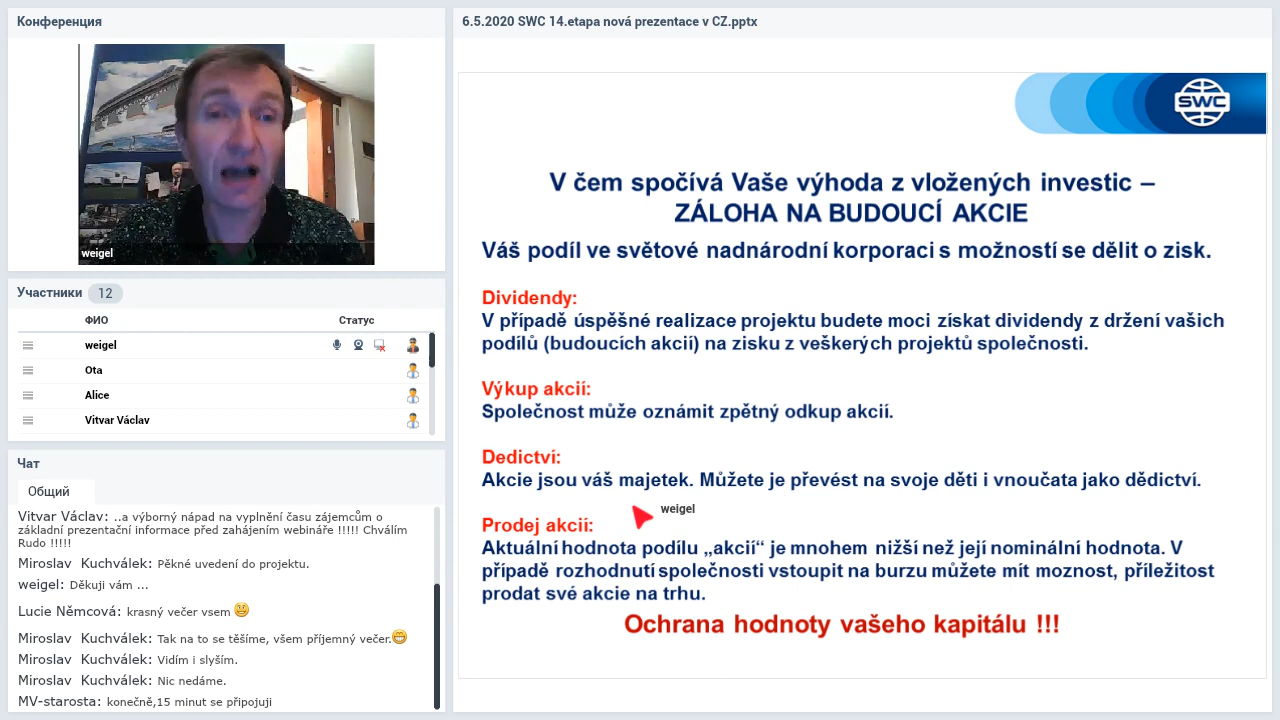 Конференция
weigel
Участники 12
ФИО Статус
weigel
Ota
Alice
Vitvar Václav
Чат
Общий
Vitvar Václav: ..a výborný nápad na vyplnění času zájemcům o
základní prezentační informace před zahájením webináře !!!!! Chválím
Rudo !!!!!
Miroslav Kuchválek: Pěkné uvedení do projektu.
weigel: Děkuji vám ...
Lucie Němcová: krasný večer vsem
Miroslav Kuchválek: Tak na to se těšíme, všem příjemný večer.
Miroslav Kuchválek: Vidím i slyším.
Miroslav Kuchválek: Nic nedáme.
MV-starosta: konečně,15 minut se připojuji
6.5.2020 SWC 14.etapa nová prezentace v CZ.pptx
SWC
V čem spočívá Vaše výhoda z vložených investic –
ZÁLOHA NA BUDOUCÍ AKCIE
Váš podíl ve světové nadnárodní korporaci s možností se dělit o zisk.
Dividendy:
V případě úspěšné realizace projektu budete moci získat dividendy z držení vašich
podílů (budoucích akcií) na zisku z veškerých projektů společnosti.
Výkup akcií:
Společnost může oznámit zpětný odkup akcií.
Dedictví:
Akcie jsou váš majetek. Můžete je převést na svoje děti i vnoučata jako dědictví.
weigel
Prodej akcií:
Aktuální hodnota podílu „akcií“ je mnohem nižší než její nominální hodnota. V
případě rozhodnutí společnosti vstoupit na burzu můžete mít moznost, příležitost
prodat své akcie na trhu.
Ochrana hodnoty vašeho kapitálu !!!